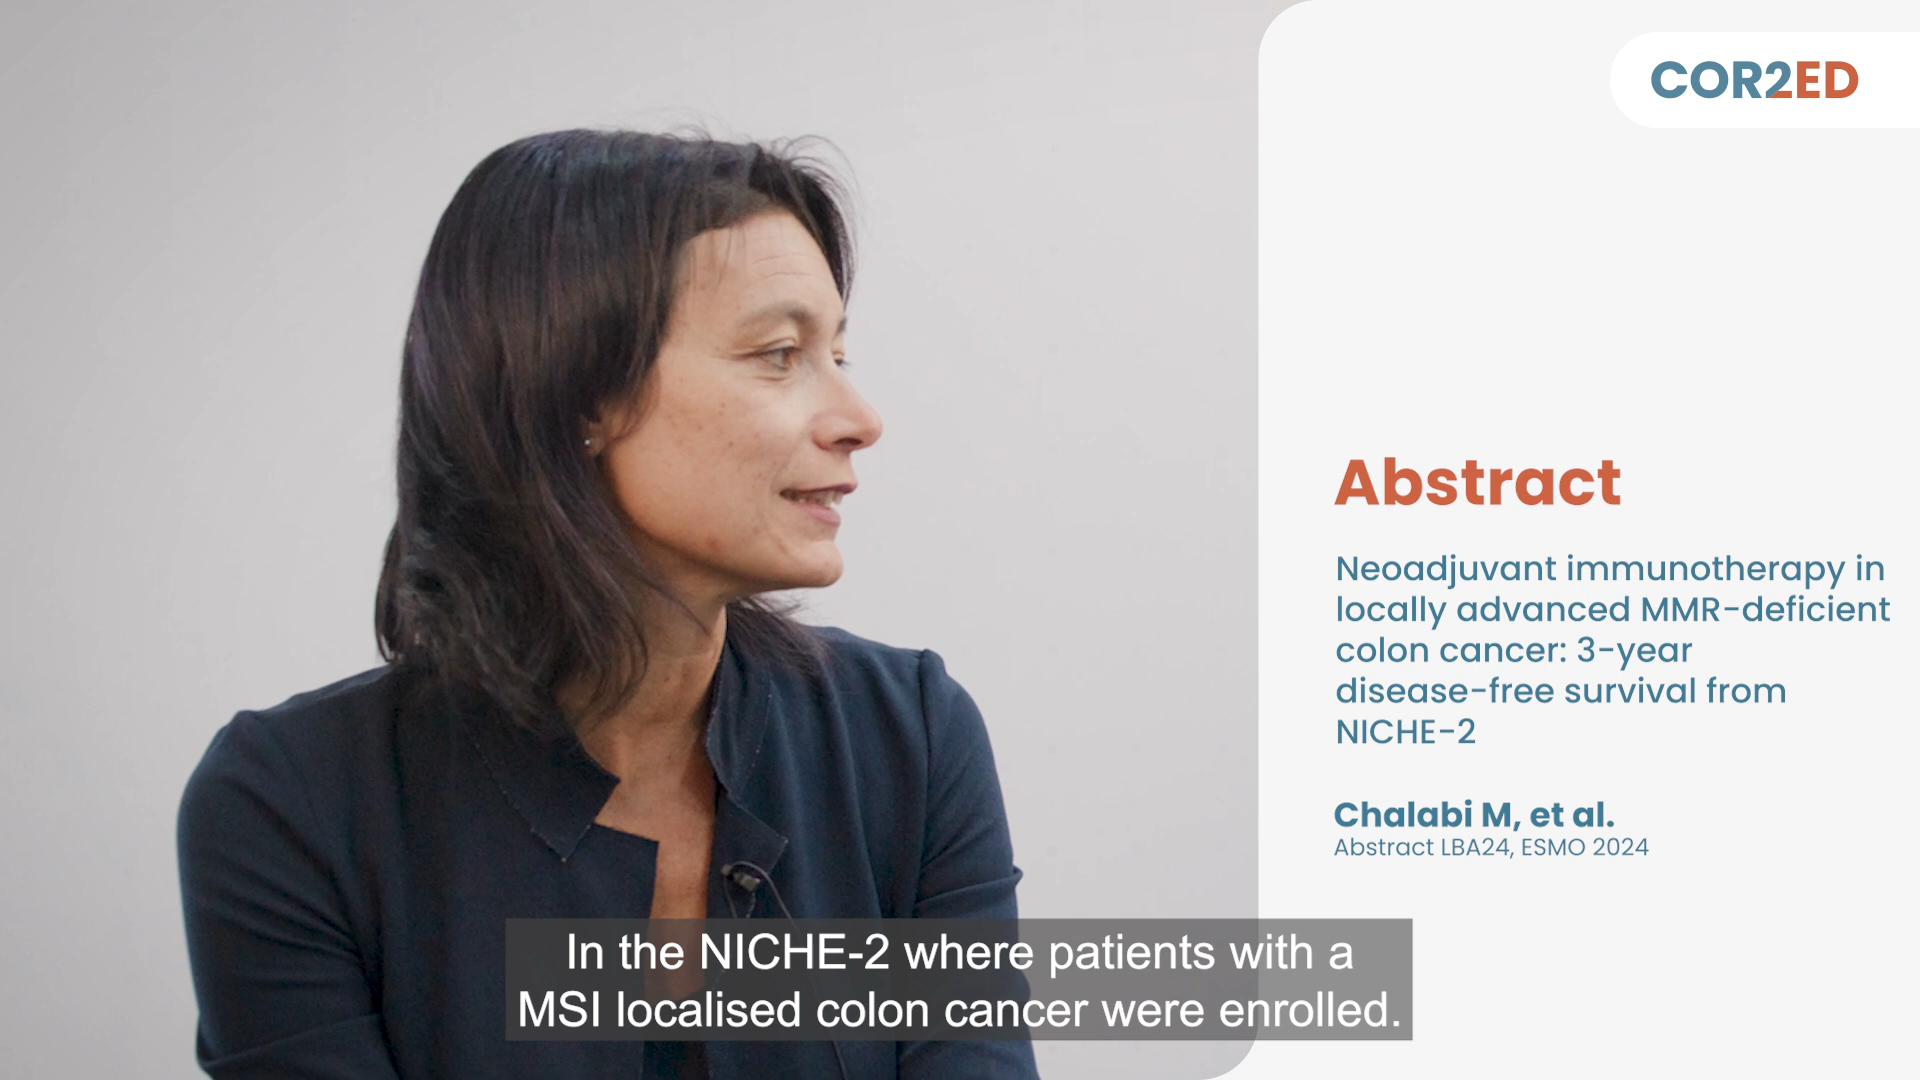 COR2ED
Abstract
Neoadjuvant immunotherapy in
locally advanced MMR-deficient
colon cancer: 3-year
disease-free survival from
NICHE-2
Chalabi M, et al.
Abstract LBA24, ESMO 2024
In the NICHE-2 where patients with a
MSI localised colon cancer were enrolled.